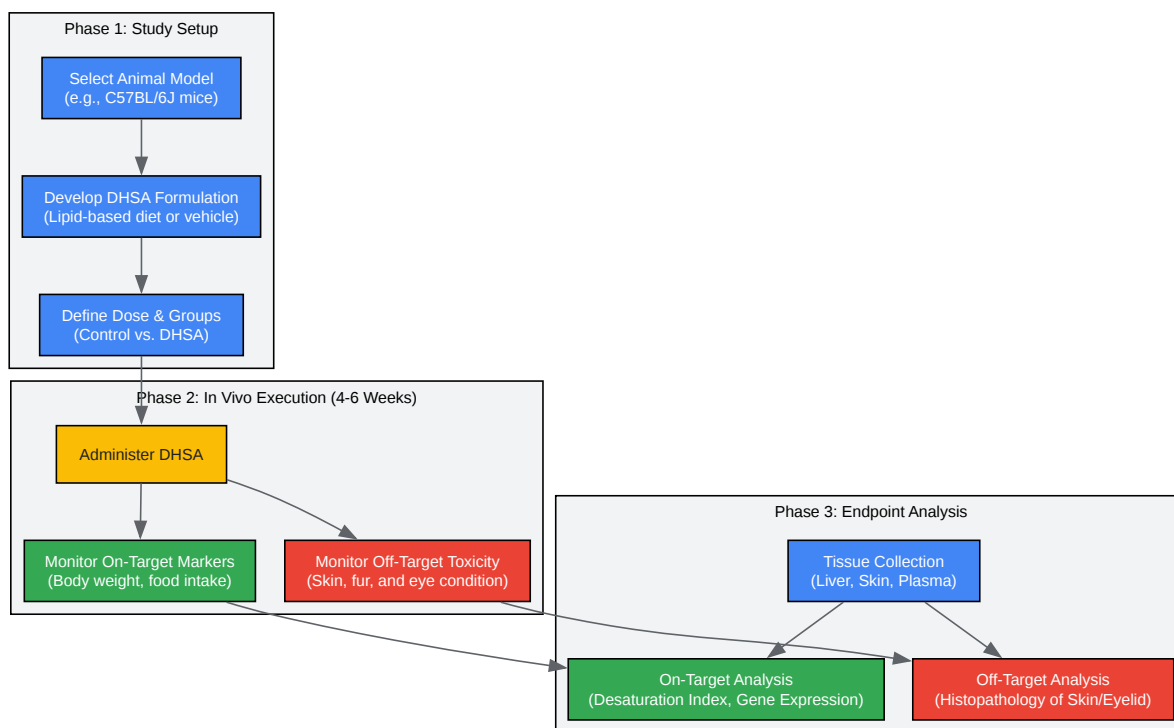 Phase 1: Study Setup
Select Animal Model
(e.g., C57BL/6J mice)
Develop DHSA Formulation
(Lipid-based diet or vehicle)
Define Dose & Groups
(Control vs. DHSA)
Phase 2: In Vivo Execution (4-6 Weeks)
Administer DHSA
Monitor On-Target Markers
(Body weight, food intake)
Monitor Off-Target Toxicity
(Skin, fur, and eye condition)
Phase 3: Endpoint Analysis
Tissue Collection
(Liver, Skin, Plasma)
On-Target Analysis
(Desaturation Index, Gene Expression)
Off-Target Analysis
(Histopathology of Skin/Eyelid)